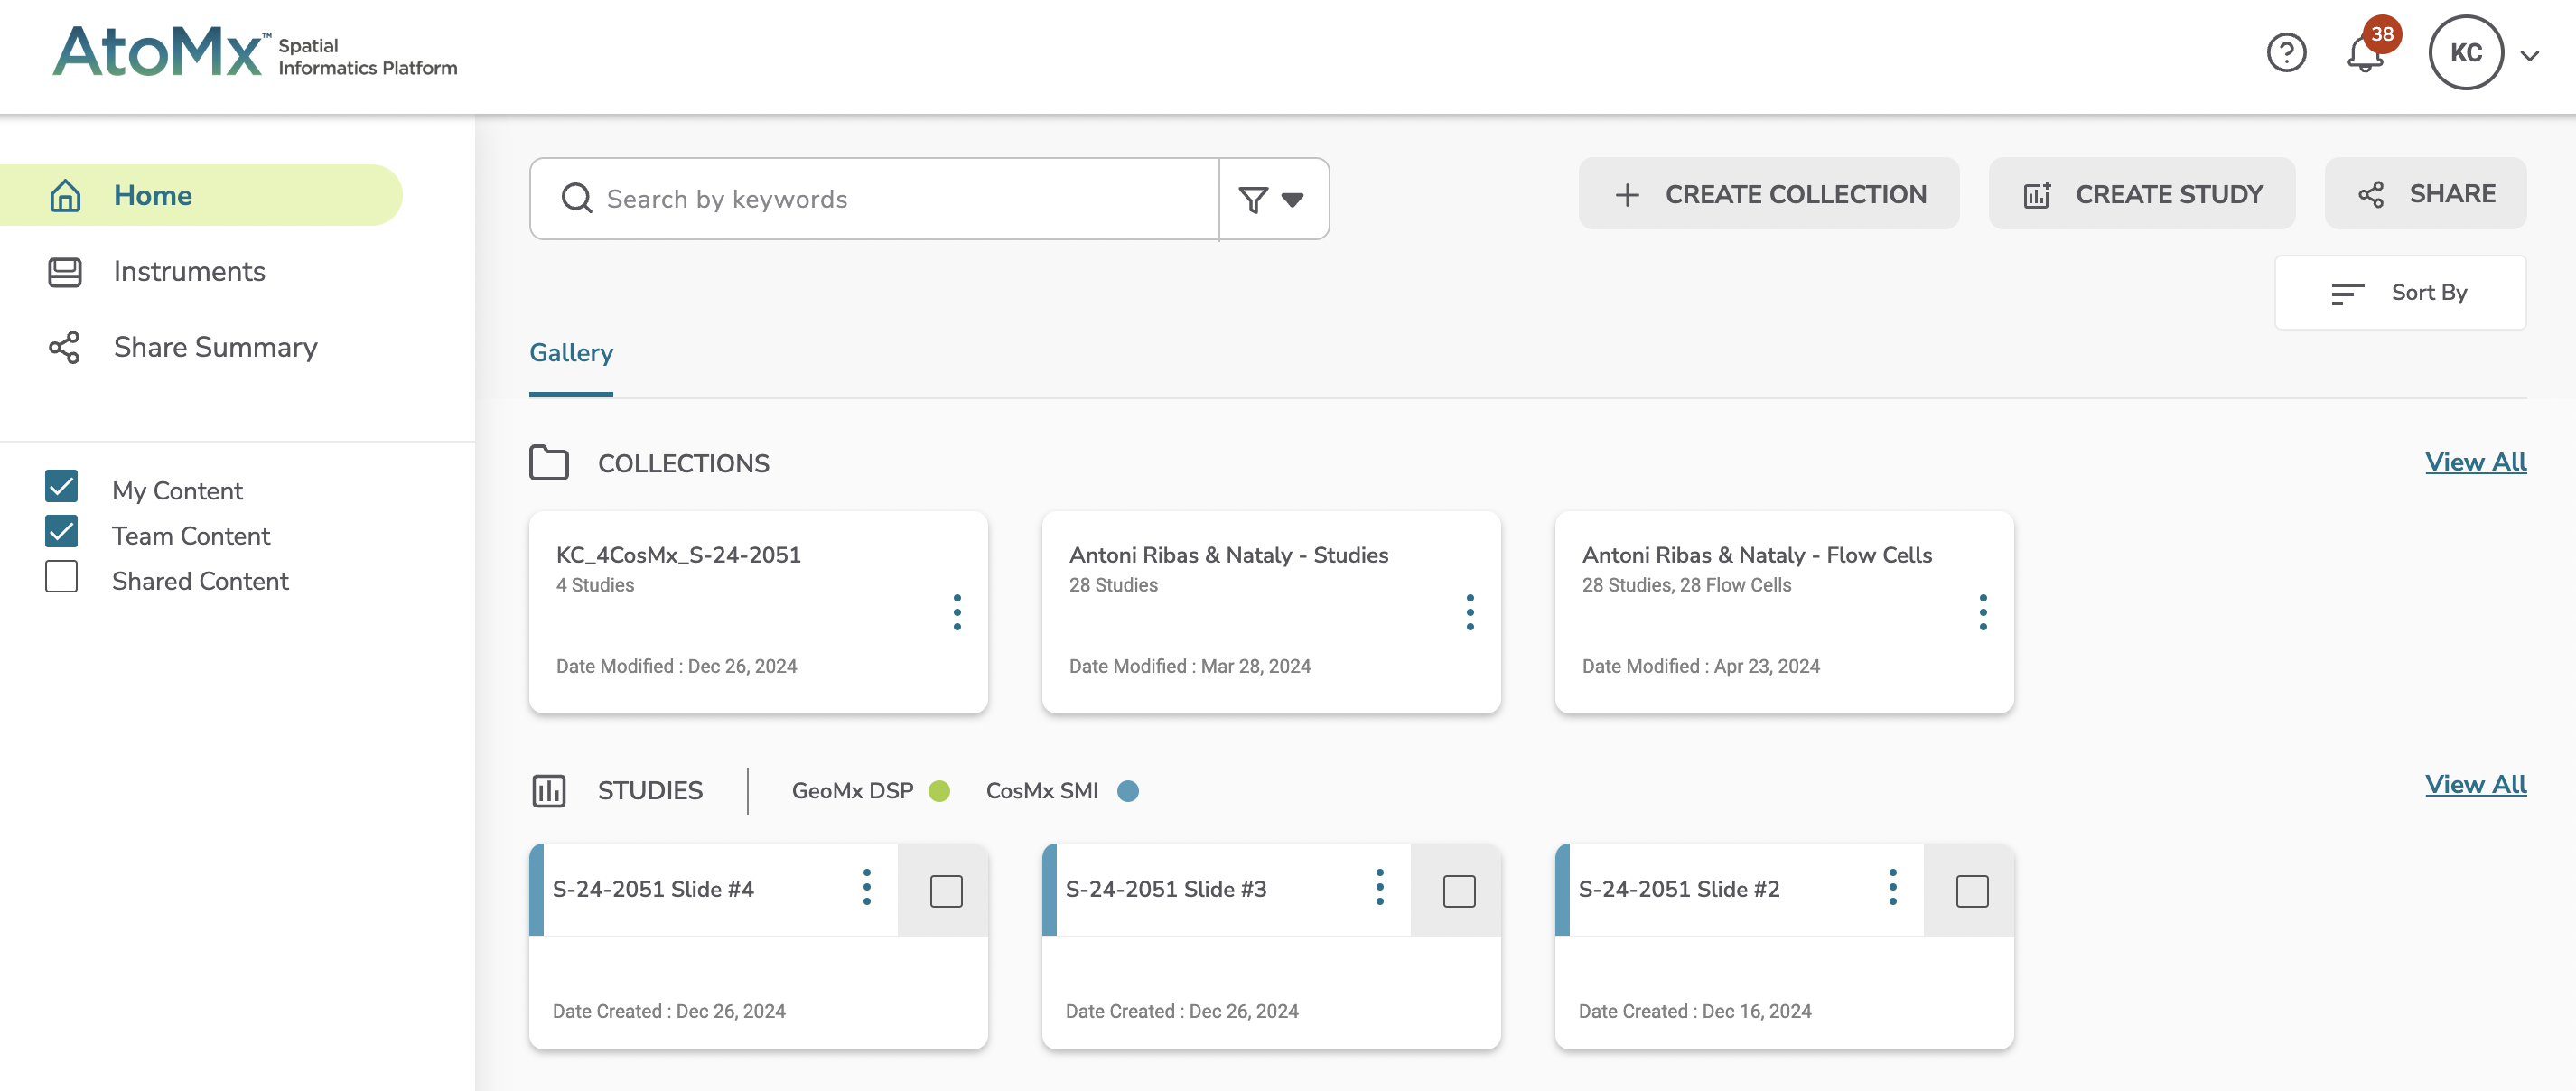 AtoMx™ Spatial
Informatics Platform
38
KC
Home
Instruments
Share Summary
My Content
Team Content
Shared Content
Search by keywords
CREATE COLLECTION
CREATE STUDY
SHARE
Sort By
Gallery
COLLECTIONS
View All
KC_4CosMx_S-24-2051
4 Studies
Date Modified : Dec 26, 2024
Antoni Ribas & Nataly - Studies
28 Studies
Date Modified : Mar 28, 2024
Antoni Ribas & Nataly - Flow Cells
28 Studies, 28 Flow Cells
Date Modified : Apr 23, 2024
STUDIES
GeoMx DSP
CosMx SMI
View All
S-24-2051 Slide #4
Date Created : Dec 26, 2024
S-24-2051 Slide #3
Date Created : Dec 26, 2024
S-24-2051 Slide #2
Date Created : Dec 16, 2024